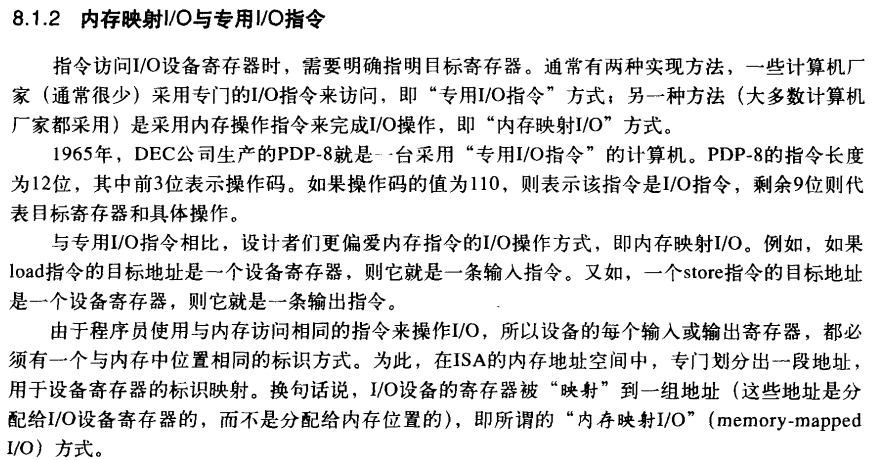 8.1.2 内存映射I/O与专用I/O指令
指令访问I/O设备寄存器时，需要明确指明目标寄存器。通常有两种实现方法，一些计算机厂
家（通常很少）采用专门的I/O指令来访问，即“专用I/O指令”方式；另一种方法（大多数计算机
厂家都采用）是采用内存操作指令来完成I/O操作，即“内存映射I/O”方式。
1965年，DEC公司生产的PDP-8就是一台采用“专用I/O指令”的计算机。PDP-8的指令长度
为12位，其中前3位表示操作码。如果操作码的值为110，则表示该指令是I/O指令，剩余9位则代
表目标寄存器和具体操作。
与专用I/O指令相比，设计者们更偏爱内存指令的I/O操作方式，即内存映射I/O。例如，如果
load指令的目标地址是一个设备寄存器，则它就是一条输入指令。又如，一个store指令的目标地址
是一个设备寄存器，则它就是一条输出指令。
由于程序员使用与内存访问相同的指令来操作I/O，所以设备的每个输入或输出寄存器，都必
须有一个与内存中位置相同的标识方式。为此，在ISA的内存地址空间中，专门划分出一段地址，
用于设备寄存器的标识映射。换句话说，I/O设备的寄存器被“映射”到一组地址（这些地址是分
配给I/O设备寄存器的，而不是分配给内存位置的），即所谓的“内存映射I/O”（memory-mapped
I/O）方式。